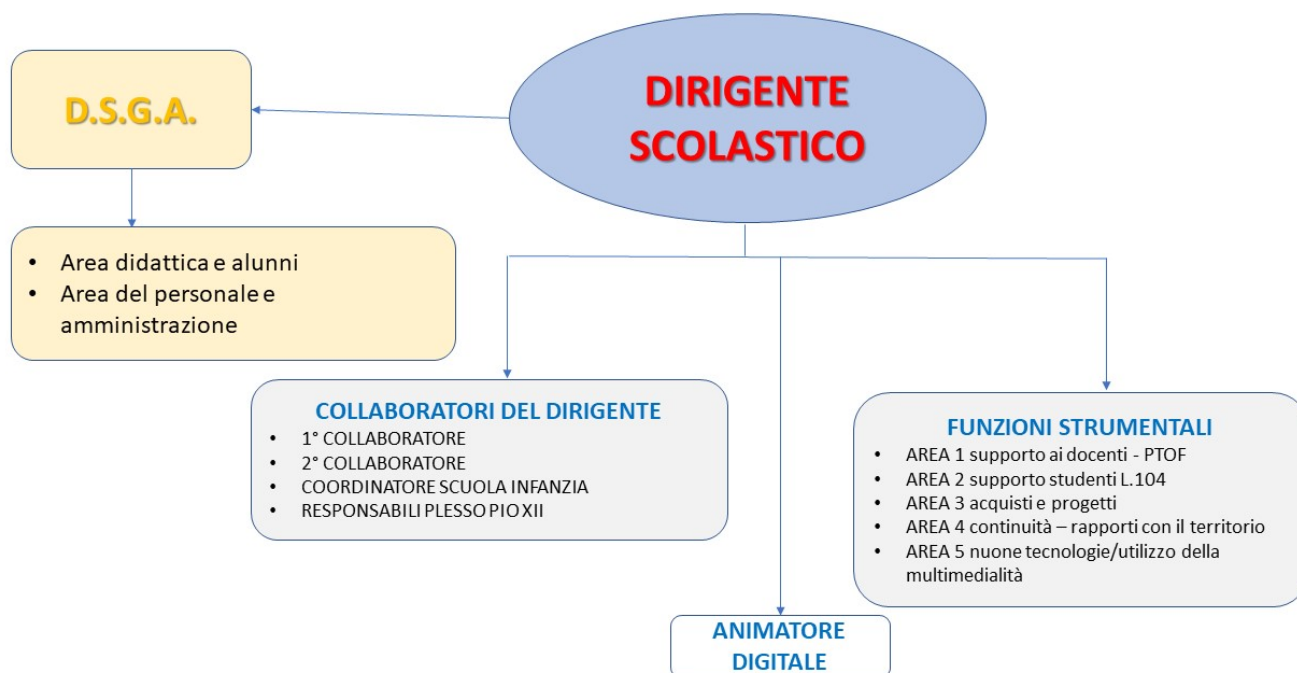 DIRIGENTE
SCOLASTICO
D.S.G.A.
• Area didattica e alunni
• Area del personale e
amministrazione
COLLABORATORI DEL DIRIGENTE
• 1° COLLABORATORE
• 2° COLLABORATORE
• COORDINATORE SCUOLA INFANZIA
• RESPONSABILI PLESSO PIO XII
FUNZIONI STRUMENTALI
• AREA 1 supporto ai docenti - PTOF
• AREA 2 supporto studenti L.104
• AREA 3 acquisti e progetti
• AREA 4 continuità – rapporti con il territorio
• AREA 5 nuone tecnologie/utilizzo della
multimedialità
ANIMATORE
DIGITALE